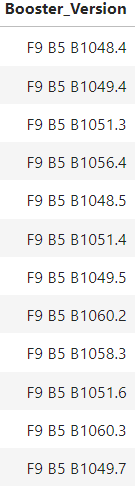 Booster_Version
F9 B5 B1048.4
F9 B5 B1049.4
F9 B5 B1051.3
F9 B5 B1056.4
F9 B5 B1048.5
F9 B5 B1051.4
F9 B5 B1049.5
F9 B5 B1060.2
F9 B5 B1058.3
F9 B5 B1051.6
F9 B5 B1060.3
F9 B5 B1049.7